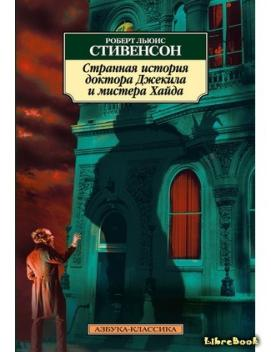 РОБЕРТ ЛЬЮИС
СТИВЕНСОН
Странная история
доктора Джекила
и мистера Хайда
АЗБУКА-КЛАССИКА
LibreBook